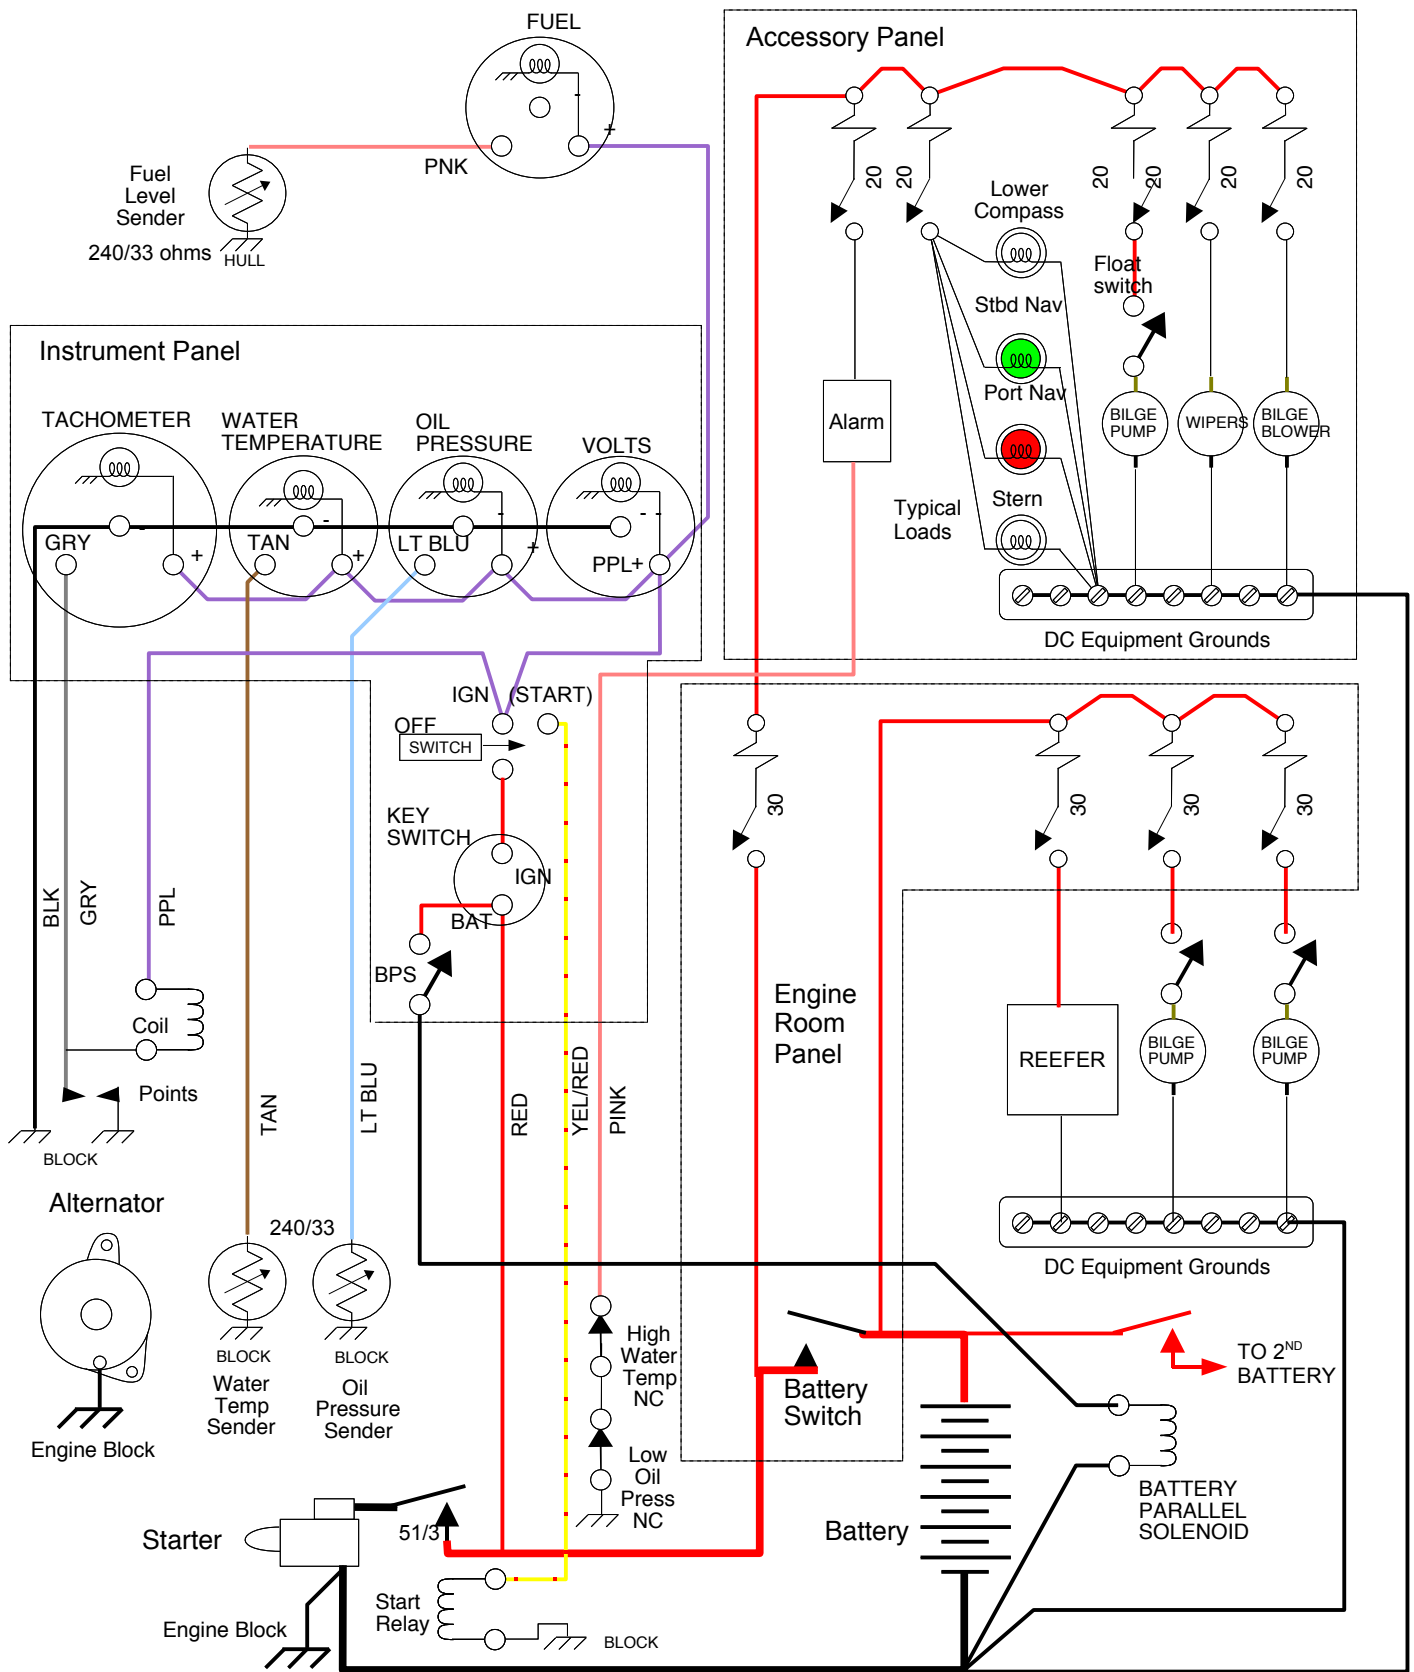 FUEL
+
-
PNK
Fuel
Level
Sender
240/33 ohms
HULL
Accessory Panel
20
20
20
20
20
20
Lower
Compass
Stbd Nav
Port Nav
Stern
Float
switch
Alarm
BILGE
PUMP
WIPERS
BILGE
BLOWER
Typical
Loads
DC Equipment Grounds
Instrument Panel
TACHOMETER
WATER
TEMPERATURE
OIL
PRESSURE
VOLTS
-
-
-
- -
GRY
+
TAN
+
LT BLU
+
PPL+
IGN (START)
OFF
SWITCH
KEY
SWITCH
IGN
BAT
BPS
BLK
GRY
PPL
Coil
Points
BLOCK
TAN
LT BLU
RED
YEL/RED
PINK
30
30
30
30
Engine
Room
Panel
REEFER
BILGE
PUMP
BILGE
PUMP
DC Equipment Grounds
Alternator
Engine Block
240/33
BLOCK
Water
Temp
Sender
BLOCK
Oil
Pressure
Sender
High
Water
Temp
NC
Low
Oil
Press
NC
Battery
Switch
TO 2ND
BATTERY
BATTERY
PARALLEL
SOLENOID
Battery
Starter
51/3
Engine Block
Start
Relay
BLOCK